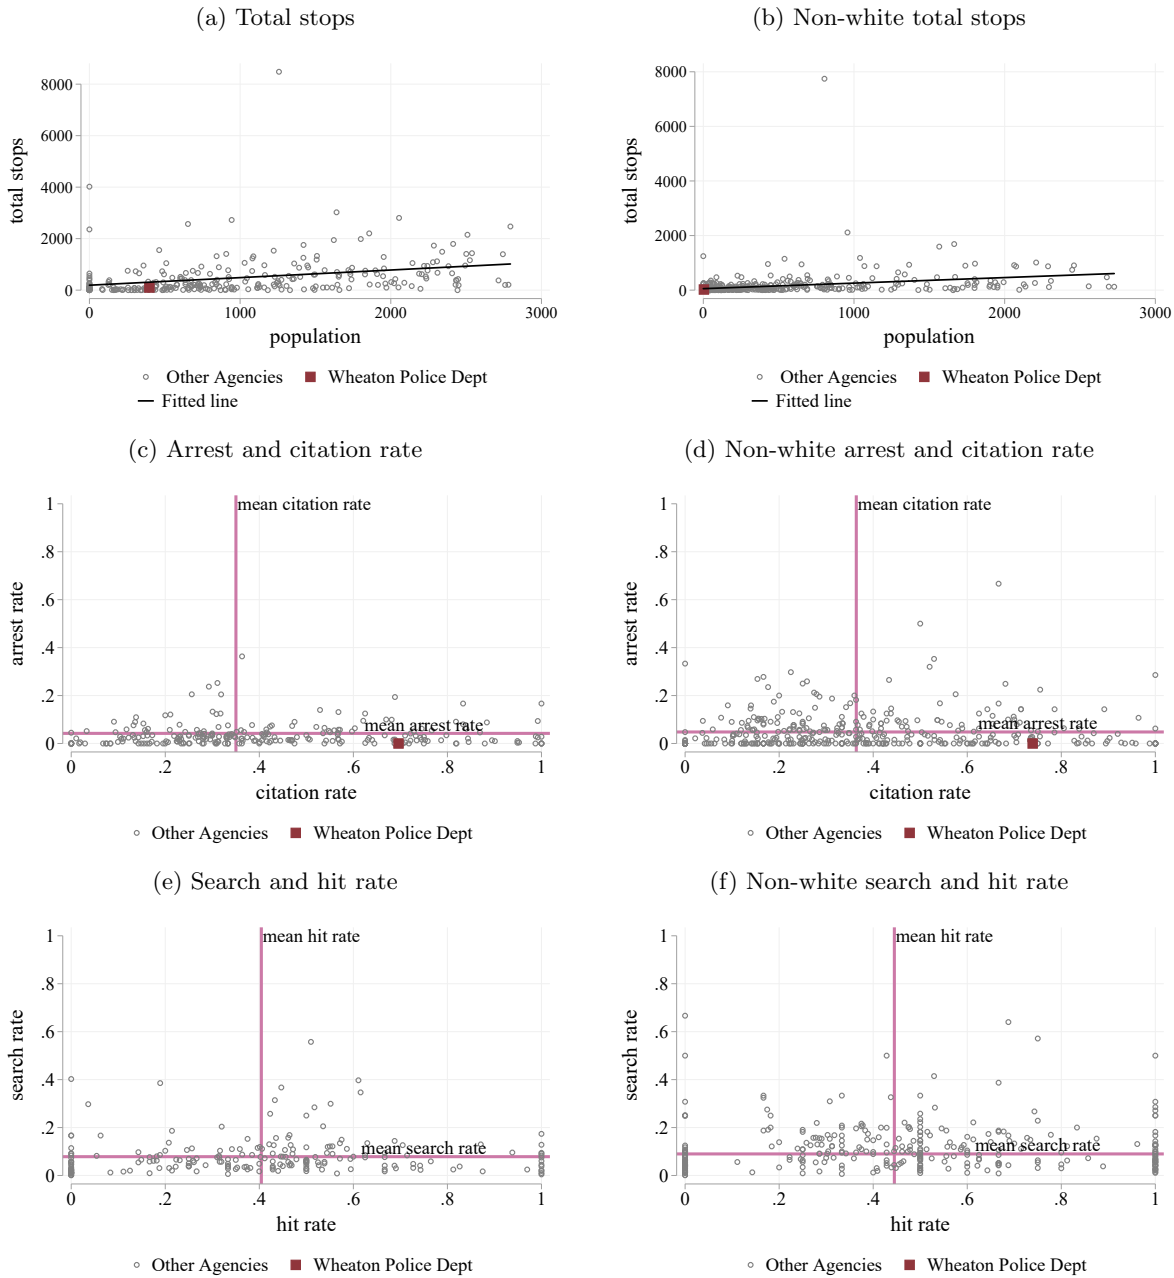 (a) Total stops
(b) Non-white total stops
total stops
8000
6000
4000
2000
0
0
1000
2000
3000
population
Other Agencies
Wheaton Police Dept
Fitted line
total stops
8000
6000
4000
2000
0
0
1000
2000
3000
population
Other Agencies
Wheaton Police Dept
Fitted line
(c) Arrest and citation rate
(d) Non-white arrest and citation rate
arrest rate
1
.8
.6
.4
.2
0
mean citation rate
mean arrest rate
0
.2
.4
.6
.8
1
citation rate
Other Agencies
Wheaton Police Dept
arrest rate
1
.8
.6
.4
.2
0
mean citation rate
mean arrest rate
0
.2
.4
.6
.8
1
citation rate
Other Agencies
Wheaton Police Dept
(e) Search and hit rate
(f) Non-white search and hit rate
search rate
1
.8
.6
.4
.2
0
mean hit rate
mean search rate
0
.2
.4
.6
.8
1
hit rate
Other Agencies
Wheaton Police Dept
search rate
1
.8
.6
.4
.2
0
mean hit rate
mean search rate
0
.2
.4
.6
.8
1
hit rate
Other Agencies
Wheaton Police Dept